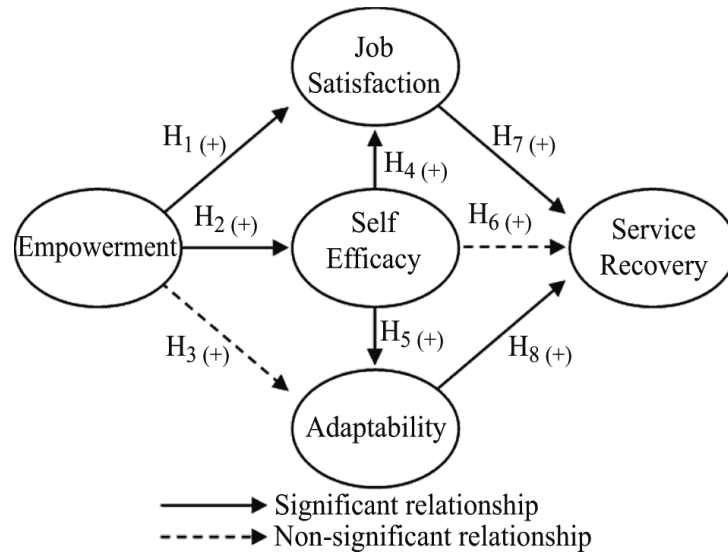 Job
Satisfaction
H1 (+)
H7 (+)
H4 (+)
H2 (+)
H6 (+)
Empowerment
Self
Efficacy
Service
Recovery
H3 (+)
H5 (+)
H8 (+)
Adaptability
Significant relationship
Non-significant relationship